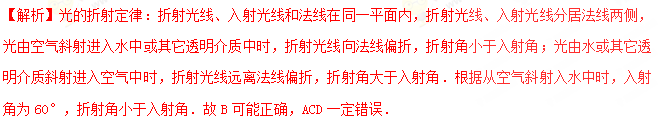 【解析】光的折射定律：折射光线、入射光线和法线在同一平面内，折射光线、入射光线分居法线两侧，
光由空气斜射进入水中或其它透明介质中时，折射光线向法线偏折，折射角小于入射角；光由水或其它透
明介质斜射进入空气中时，折射光线远离法线偏折，折射角大于入射角．根据从空气斜射入水中时，入射
角为60°，折射角小于入射角．故B可能正确，ACD一定错误．